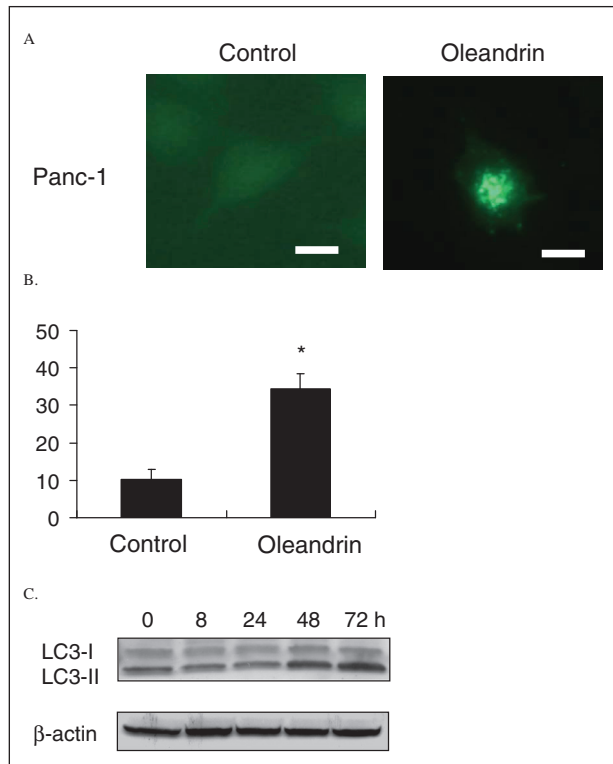 A
Control Oleandrin
Panc-1
B.
50
40
30
20
10
0
*
Control Oleandrin
C.
0 8 24 48 72 h
LC3-I
LC3-II
β-actin